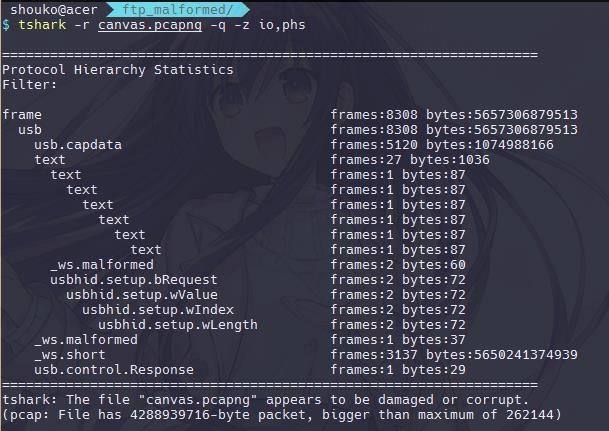 shouko@acer ftp_malformed/
$ tshark -r canvas.pcapnq -q -z io,phs
===================================================================
Protocol Hierarchy Statistics
Filter:
frame frames:8308 bytes:5657306879513
usb frames:8308 bytes:5657306879513
usb.capdata frames:5120 bytes:1074988166
text frames:27 bytes:1036
text frames:1 bytes:87
text frames:1 bytes:87
text frames:1 bytes:87
text frames:1 bytes:87
text frames:1 bytes:87
text frames:1 bytes:87
_ws.malformed frames:2 bytes:60
usbhid.setup.bRequest frames:2 bytes:72
usbhid.setup.wValue frames:2 bytes:72
usbhid.setup.wIndex frames:2 bytes:72
usbhid.setup.wLength frames:2 bytes:72
_ws.malformed frames:1 bytes:37
_ws.short frames:3137 bytes:5650241374939
usb.control.Response frames:1 bytes:29
===================================================================
tshark: The file "canvas.pcapng" appears to be damaged or corrupt.
(pcap: File has 4288939716-byte packet, bigger than maximum of 262144)